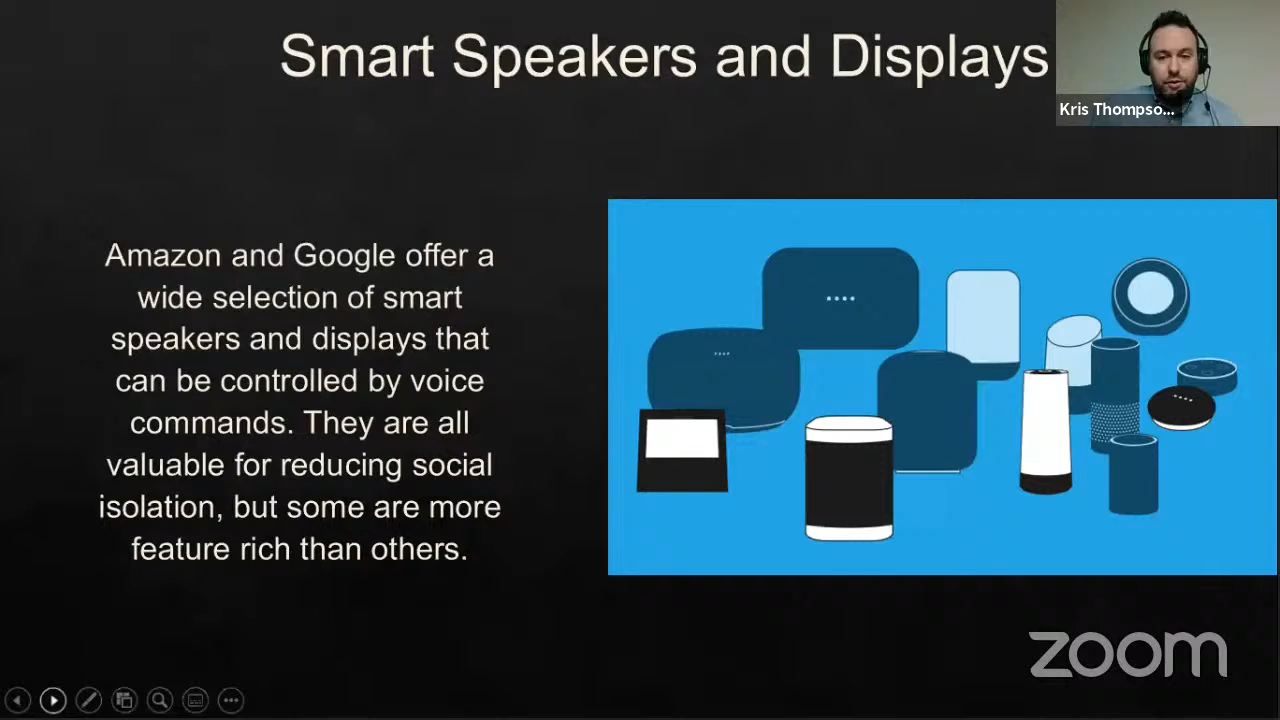 Smart Speakers and Displays
Kris Thompso...
Amazon and Google offer a
wide selection of smart
speakers and displays that
can be controlled by voice
commands. They are all
valuable for reducing social
isolation, but some are more
feature rich than others.
zoom